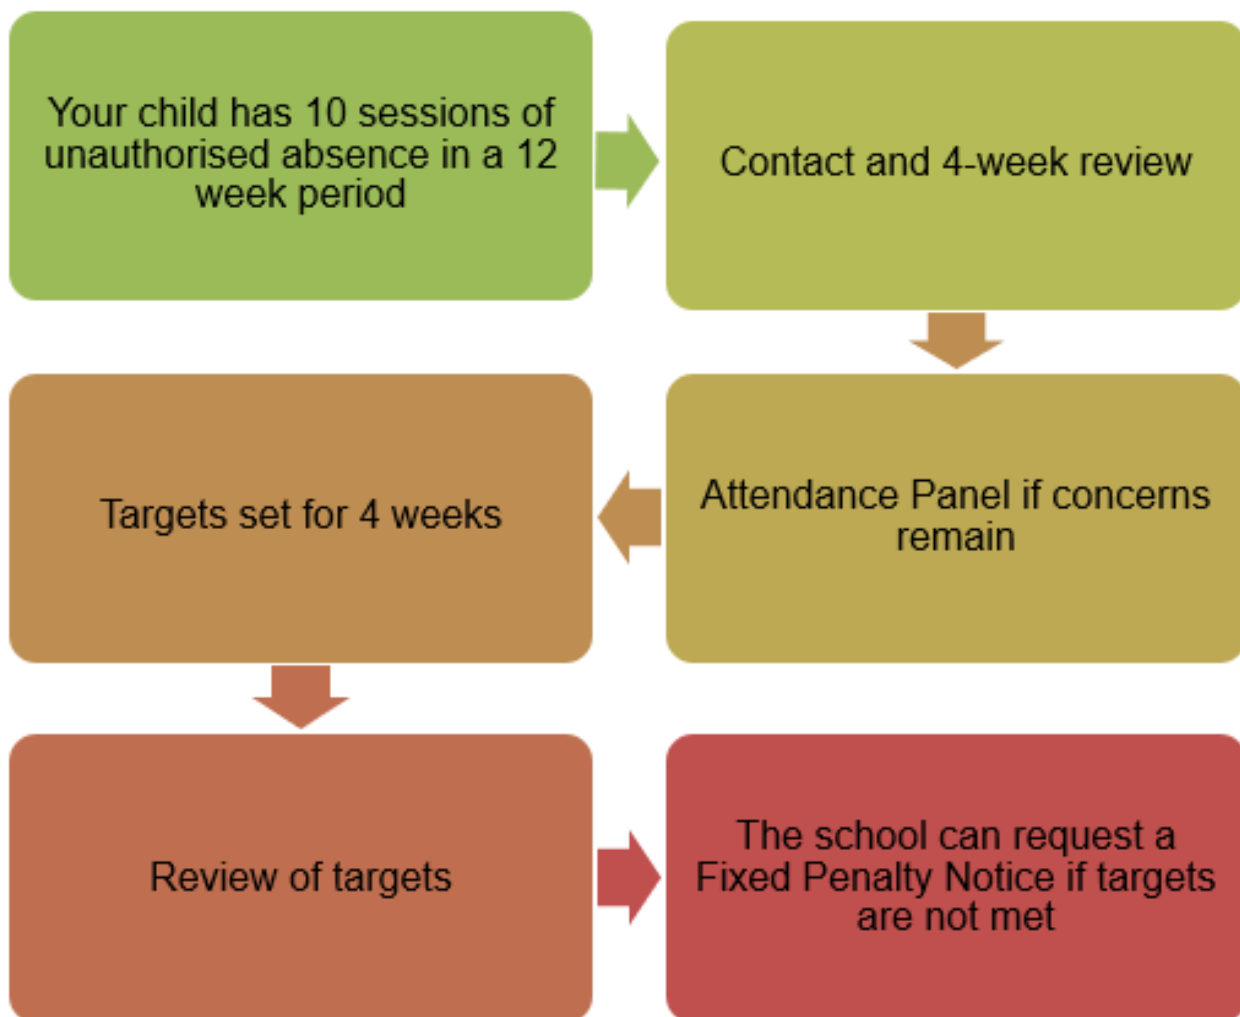 Your child has 10 sessions of
unauthorised absence in a 12
week period
Contact and 4-week review
Attendance Panel if concerns
remain
Targets set for 4 weeks
Review of targets
The school can request a
Fixed Penalty Notice if targets
are not met